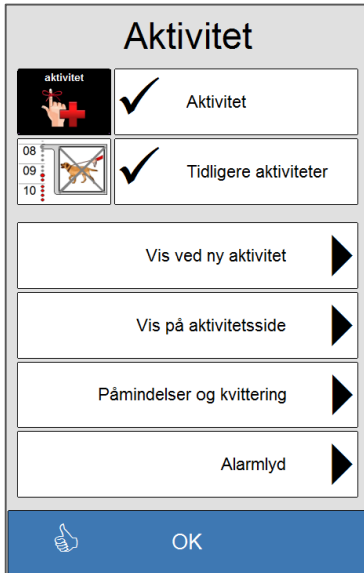 Aktivitet
aktivitet
Aktivitet
08
09
10
Tidligere aktiviteter
Vis ved ny aktivitet
Vis på aktivitetsside
Påmindelser og kvittering
Alarmlyd
OK